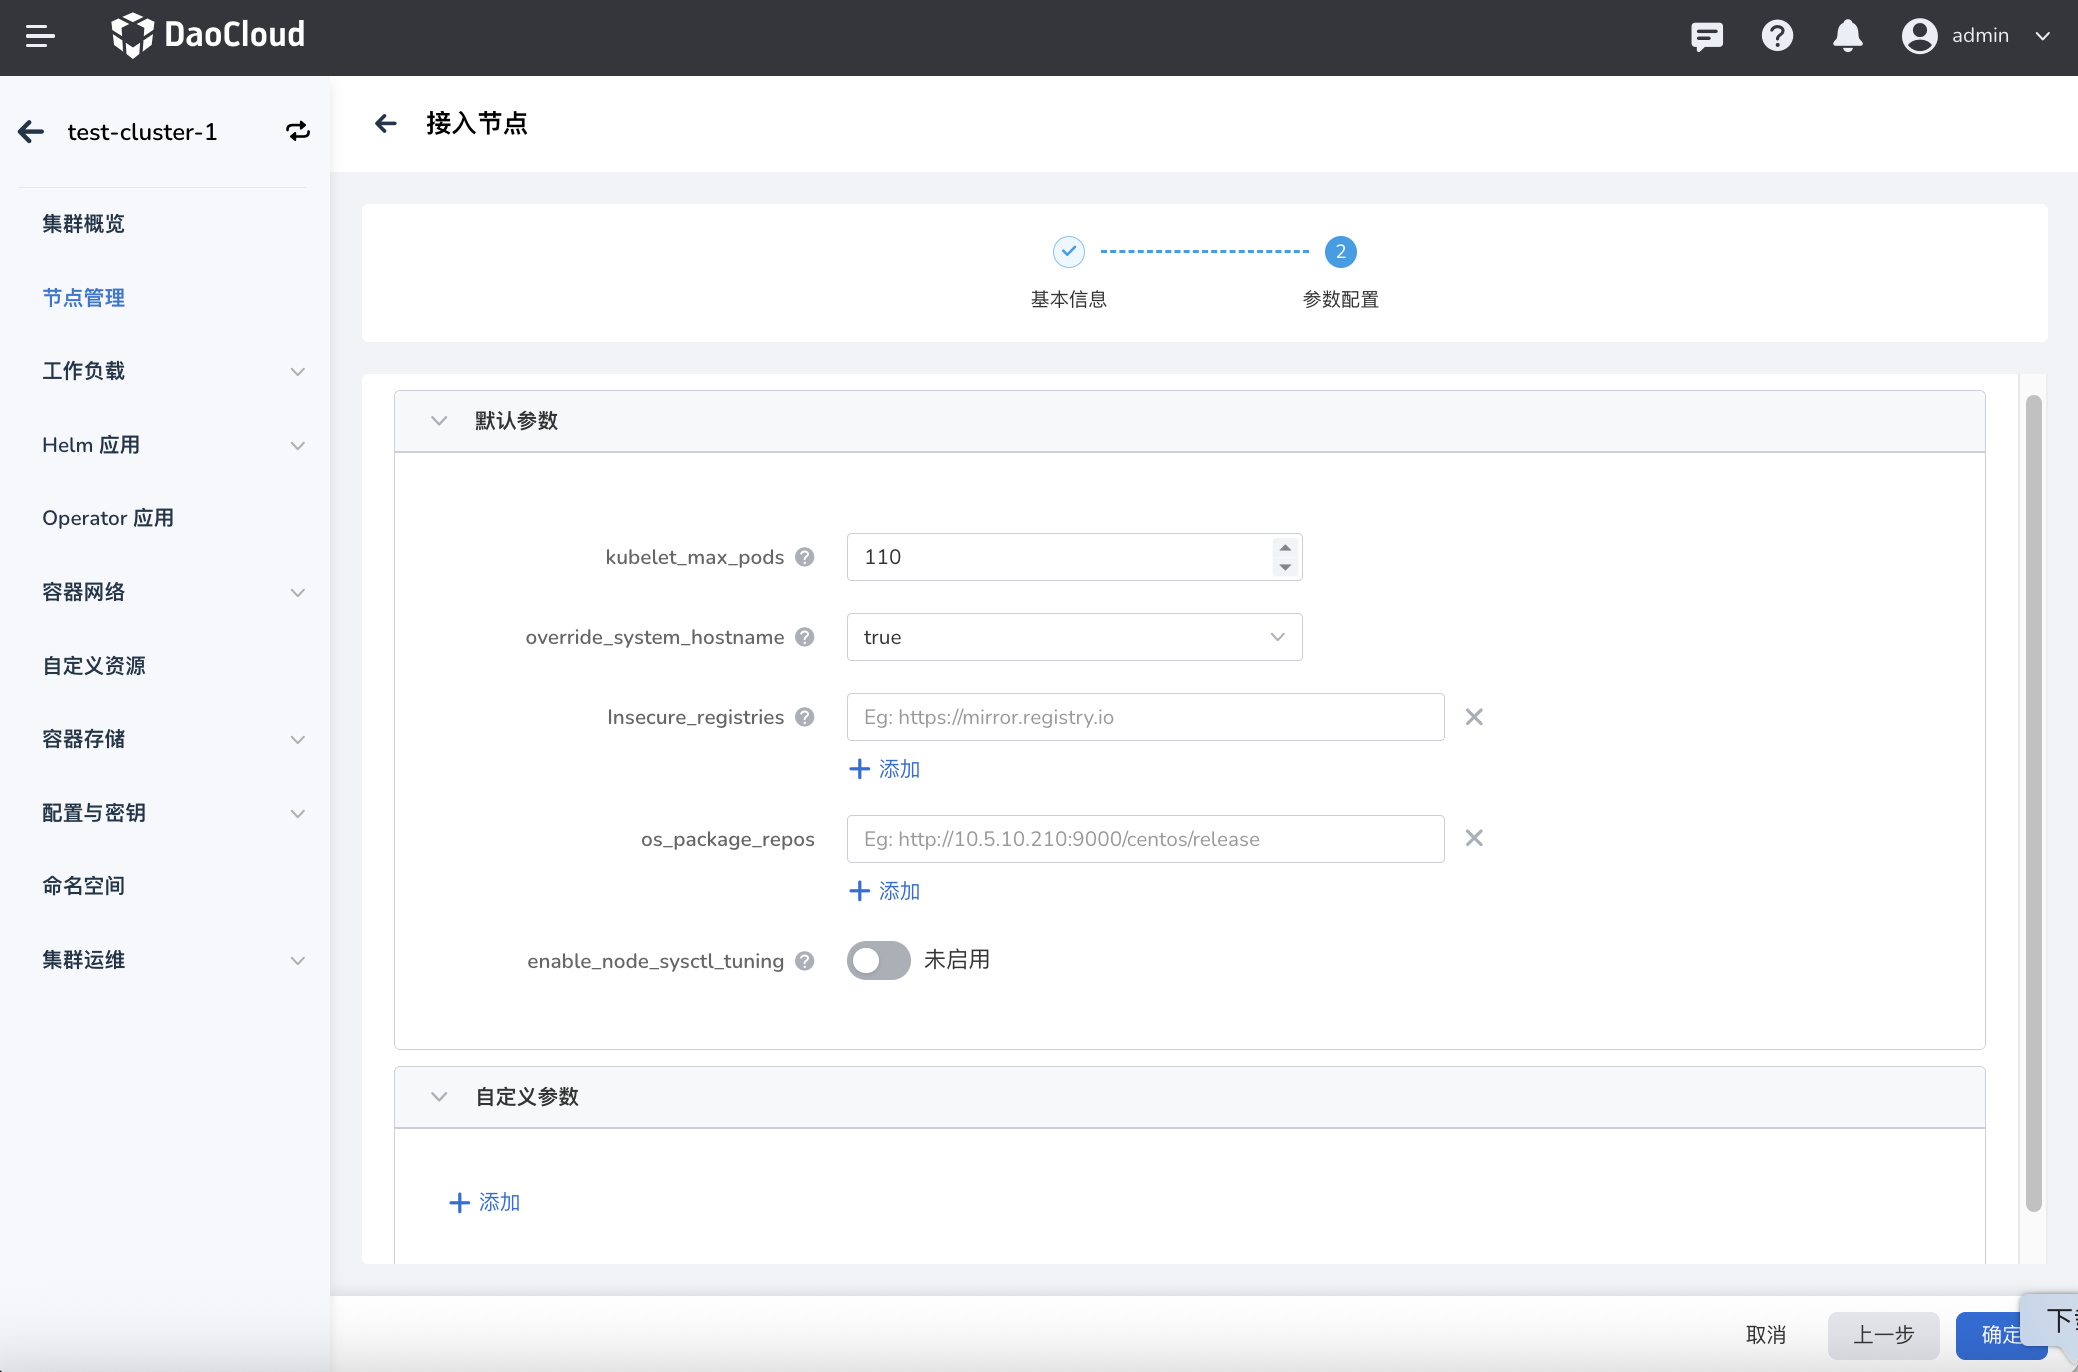 DaoCloud
admin
test-cluster-1
集群概览
节点管理
工作负载
Helm 应用
Operator 应用
容器网络
自定义资源
容器存储
配置与密钥
命名空间
集群运维
接入节点
2
基本信息
参数配置
默认参数
kubelet_max_pods
110
override_system_hostname
true
Insecure_registries
Eg: https://mirror.registry.io
添加
os_package_repos
Eg: http://10.5.10.210:9000/centos/release
添加
enable_node_sysctl_tuning
未启用
自定义参数
添加
取消
上一步
确定
下